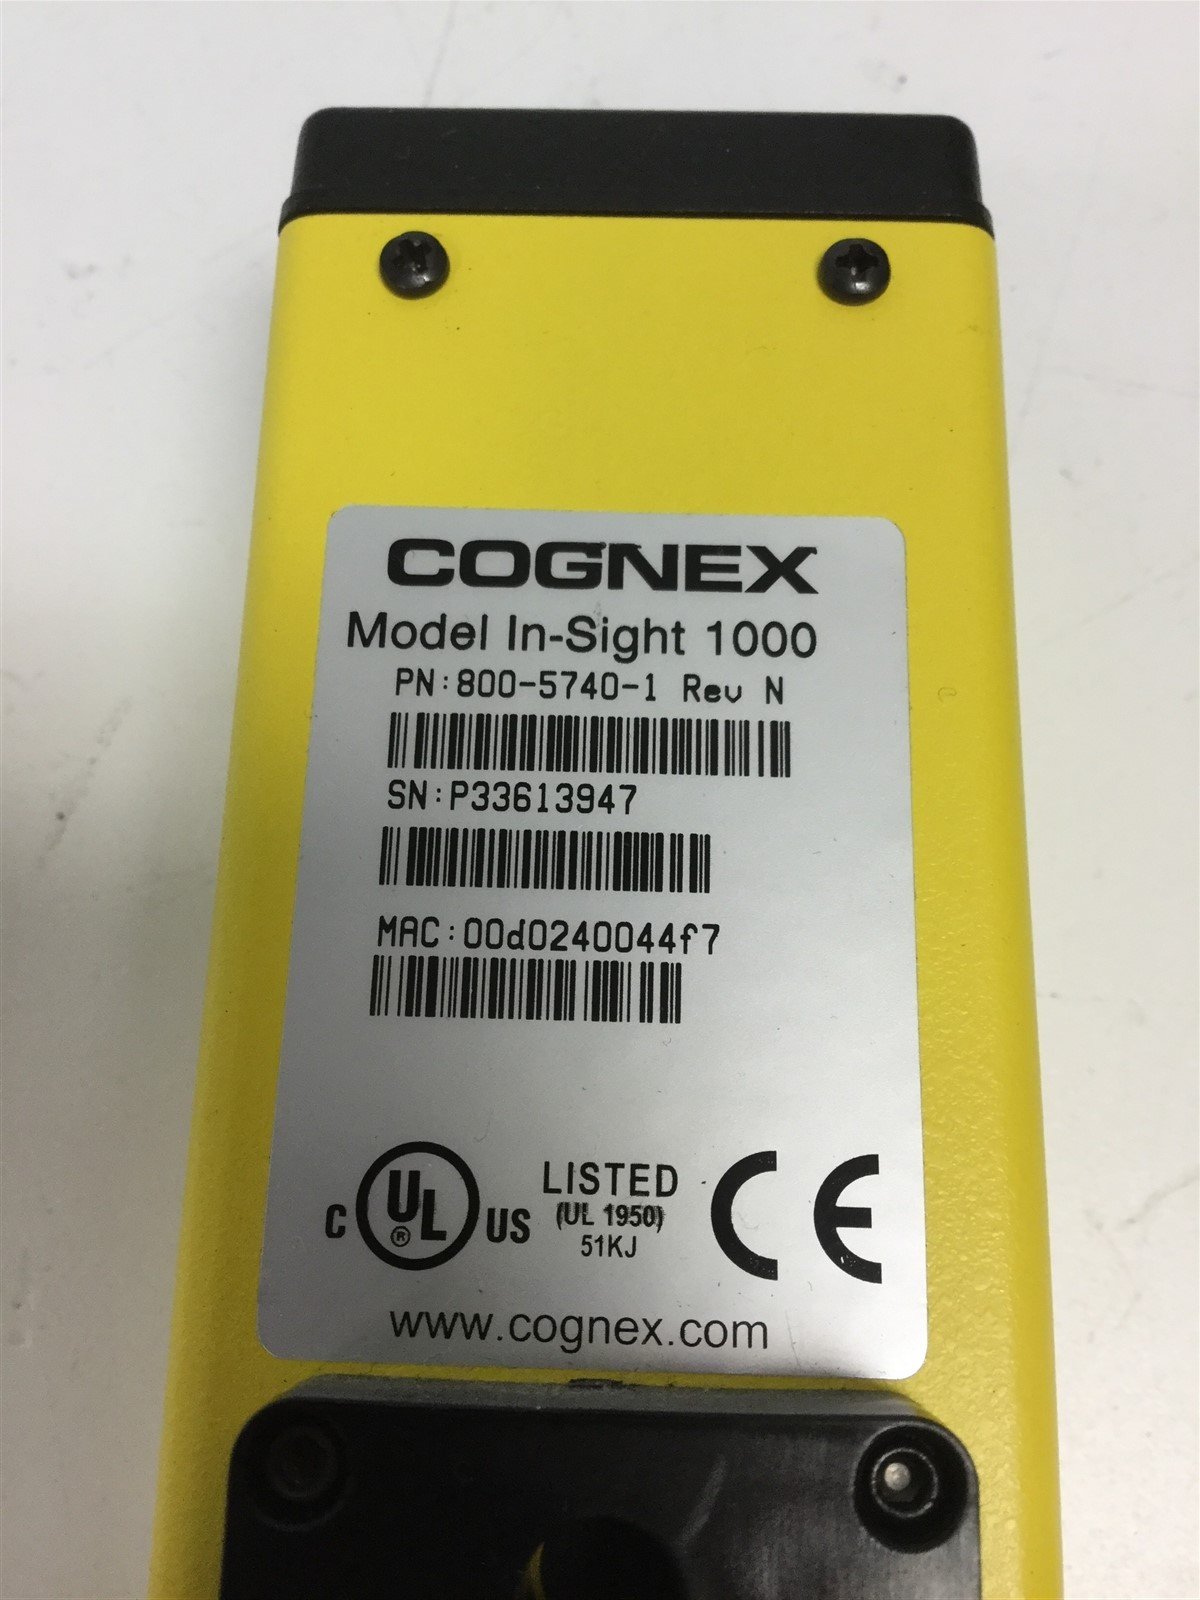 COGNEX
Model In-Sight 1000
PN:800-5740-1 Rev N
SN:P33613947
MAC:00d0240044f7
C UL® US LISTED CE
(UL 1950)
51KJ
www.cognex.com